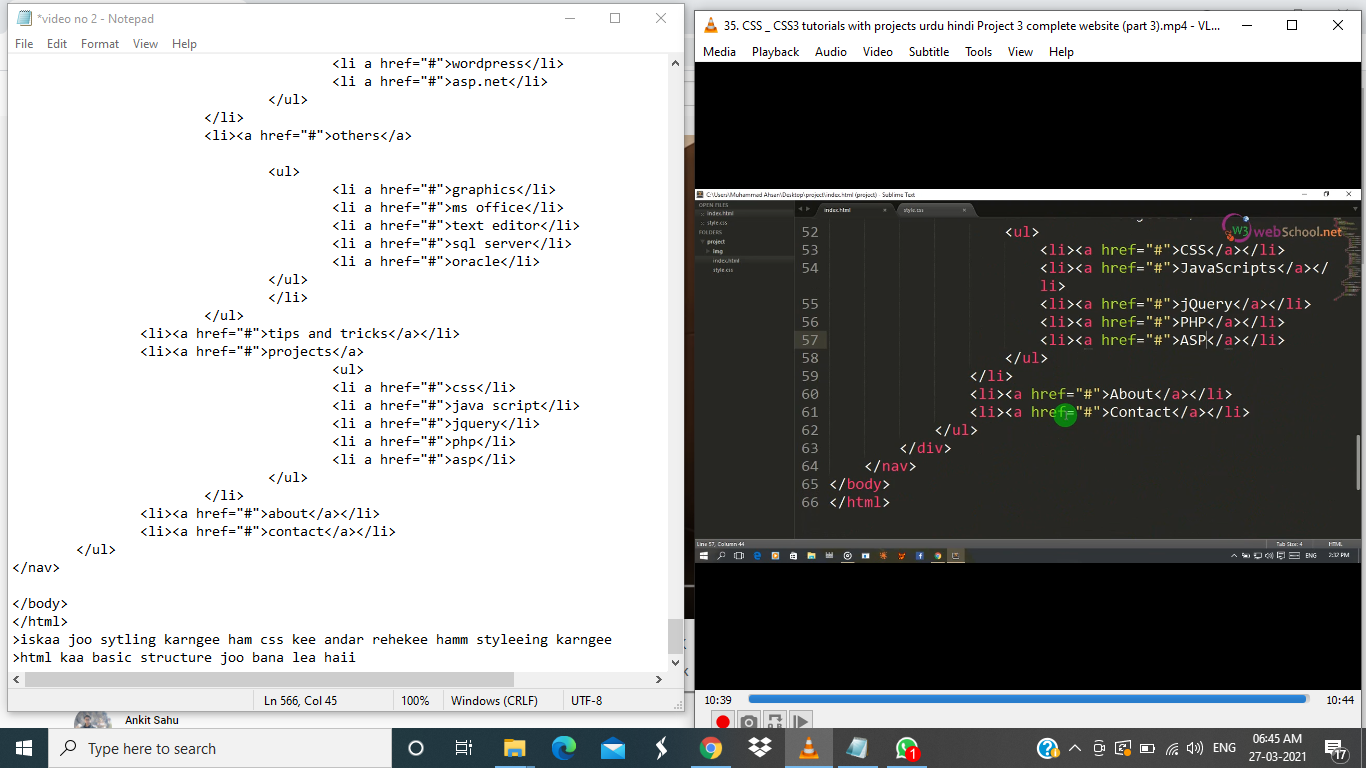 *video no 2 - Notepad
File Edit Format View Help
<li a href="#">wordpress</li>
<li a href="#">asp.net</li>
</ul>
</li>
<li><a href="#">others</a>
<ul>
<li a href="#">graphics</li>
<li a href="#">ms office</li>
<li a href="#">text editor</li>
<li a href="#">sql server</li>
<li a href="#">oracle</li>
</ul>
</li>
</ul>
<li><a href="#">tips and tricks</a></li>
<li><a href="#">projects</a>
<ul>
<li a href="#">css</li>
<li a href="#">java script</li>
<li a href="#">jquery</li>
<li a href="#">php</li>
<li a href="#">asp</li>
</ul>
</li>
<li><a href="#">about</a></li>
<li><a href="#">contact</a></li>
</ul>
</nav>
</body>
</html>
>iskaa joo sytling karngee ham css kee andar rehekee hamm styleeing karngee
>html kaa basic structure joo bana lea haii
Ln 566, Col 45 100% Windows (CRLF) UTF-8
Ankit Sahu
35. CSS _ CSS3 tutorials with projects urdu hindi Project 3 complete website (part 3).mp4 - VL...
Media Playback Audio Video Subtitle Tools View Help
C:\Users\Muhammad Ahsan\Desktop\project\index.html (project) - Sublime Text
OPEN FILES
index.html
style.css
FOLDERS
project
img
index.html
style.css
index.html style.css
W3 webSchool.net
52 <ul>
53 <li><a href="#">CSS</a></li>
54 <li><a href="#">JavaScripts</a></
li>
55 <li><a href="#">jQuery</a></li>
56 <li><a href="#">PHP</a></li>
57 <li><a href="#">ASP</a></li>
58 </ul>
59 </li>
60 <li><a href="#">About</a></li>
61 <li><a href="#">Contact</a></li>
62 </ul>
63 </div>
64 </nav>
65 </body>
66 </html>
Line 57, Column 44 Tab Size: 4 HTML
ENG 2:32 PM
10:39 10:44
Type here to search
1
ENG
06:45 AM
27-03-2021
17